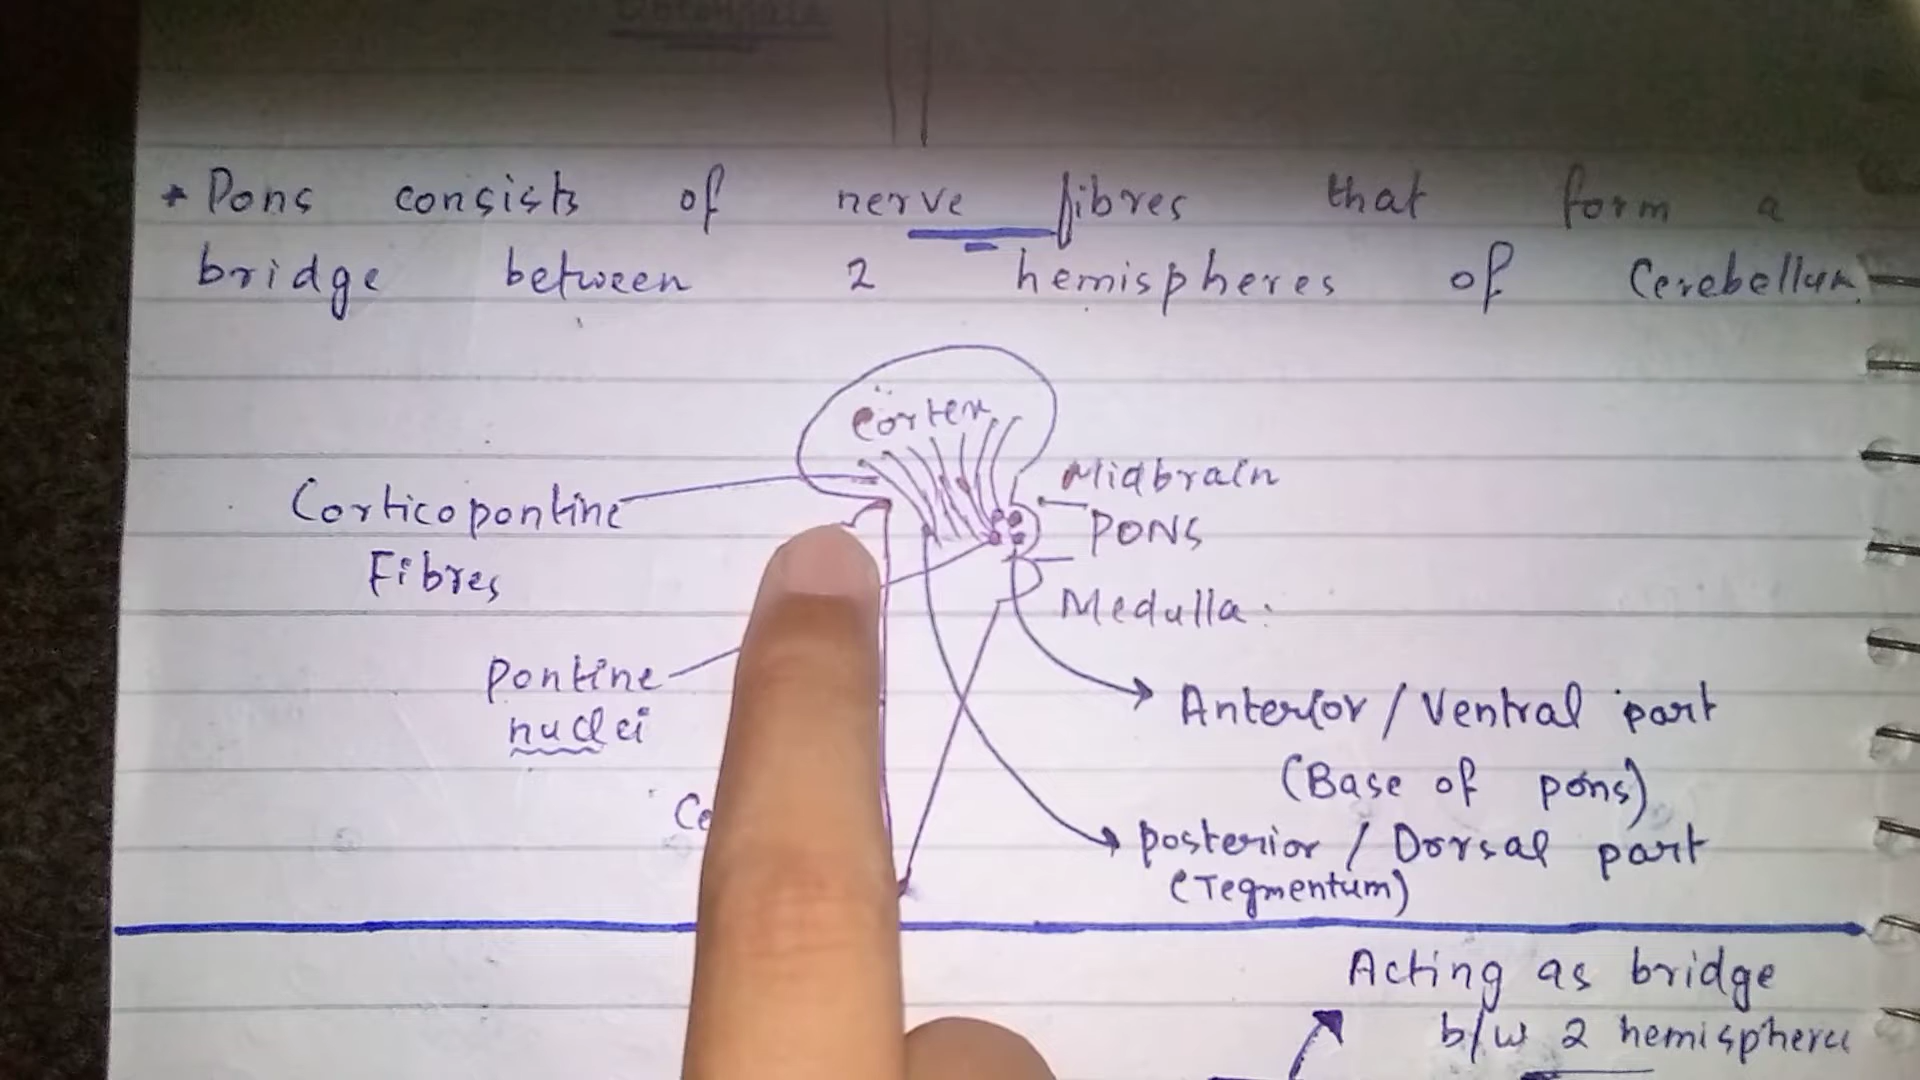 * Pons consists of nerve fibres that form a
bridge between 2 hemispheres of Cerebellum.
Cortex
Corticopontine
Fibres
Midbrain
PONS
Medulla.
Pontine
nuclei
Anterior / Ventral part
(Base of pons)
Posterior / Dorsal part
(Tegmentum)
Acting as bridge
b/w 2 hemisphere